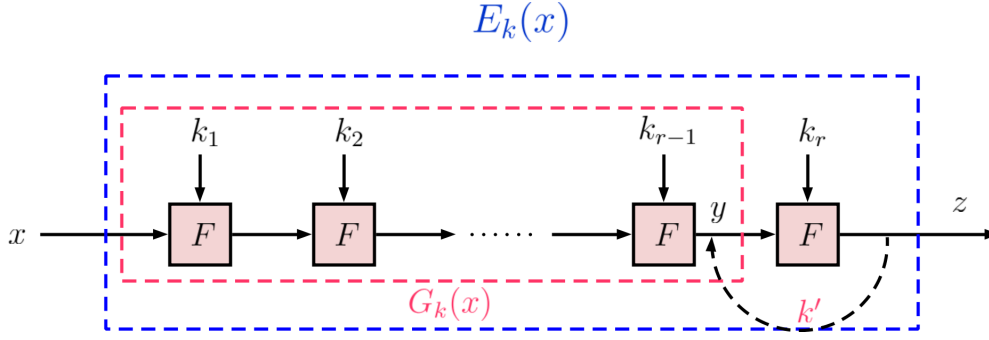 E_k(x)
k_1 k_2 k_{r-1} k_r
x F F ...... F y F z
G_k(x) k'